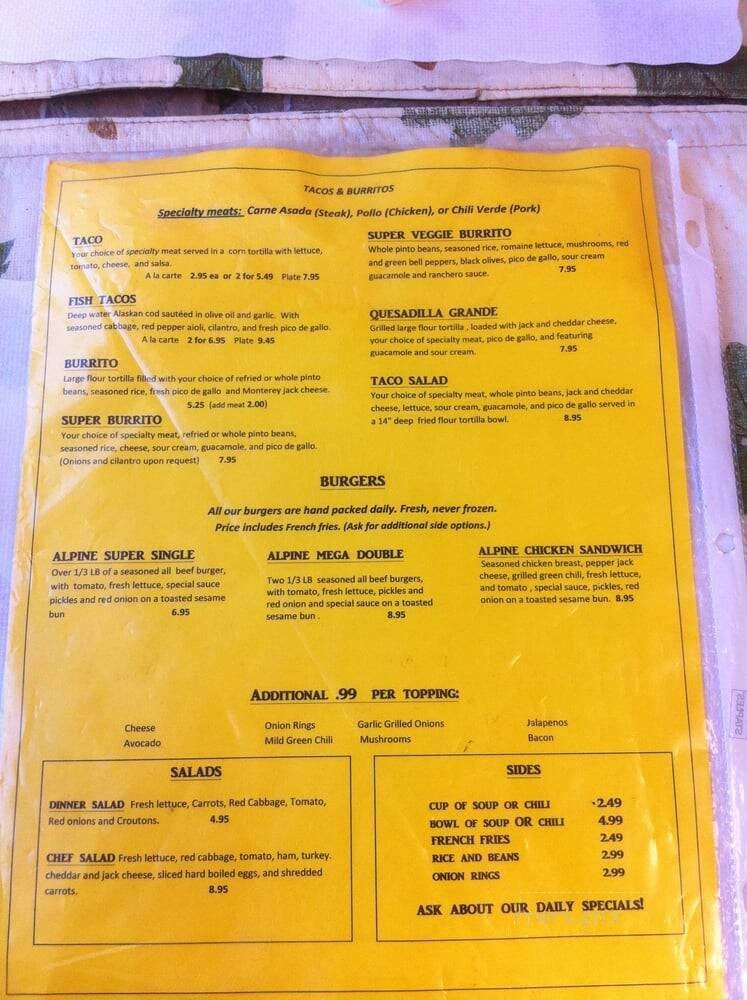 TACOS & BURRITOS
Specialty meats: Carne Asada (Steak), Pollo (Chicken), or Chili Verde (Pork)
TACO
Your choice of specialty meat served in a corn tortilla with lettuce,
tomato, cheese, and salsa.
A la carte 2.95 ea or 2 for 5.49 Plate 7.95
FISH TACOS
Deep water Alaskan cod sautéed in olive oil and garlic. With
seasoned cabbage, red pepper aioli, cilantro, and fresh pico de gallo.
A la carte 2 for 6.95 Plate 9.45
BURRITO
Large flour tortilla filled with your choice of refried or whole pinto
beans, seasoned rice, fresh pico de gallo and Monterey jack cheese.
5.25 (add meat 2.00)
SUPER BURRITO
Your choice of specialty meat, refried or whole pinto beans,
seasoned rice, cheese, sour cream, guacamole, and pico de gallo.
(Onions and cilantro upon request) 7.95
SUPER VEGGIE BURRITO
Whole pinto beans, seasoned rice, romaine lettuce, mushrooms, red
and green bell peppers, black olives, pico de gallo, sour cream
guacamole and ranchero sauce. 7.95
QUESADILLA GRANDE
Grilled large flour tortilla , loaded with jack and cheddar cheese,
your choice of specialty meat, pico de gallo, and featuring
guacamole and sour cream. 7.95
TACO SALAD
Your choice of specialty meat, whole pinto beans, jack and cheddar
cheese, lettuce, sour cream, guacamole, and pico de gallo served in
a 14" deep fried flour tortilla bowl. 8.95
BURGERS
All our burgers are hand packed daily. Fresh, never frozen.
Price includes French fries. (Ask for additional side options.)
ALPINE SUPER SINGLE
Over 1/3 LB of a seasoned all beef burger,
with tomato, fresh lettuce, special sauce
pickles and red onion on a toasted sesame
bun 6.95
ALPINE MEGA DOUBLE
Two 1/3 LB seasoned all beef burgers,
with tomato, fresh lettuce, pickles and
red onion and special sauce on a toasted
sesame bun . 8.95
ALPINE CHICKEN SANDWICH
Seasoned chicken breast, pepper jack
cheese, grilled green chili, fresh lettuce,
and tomato , special sauce, pickles, red
onion on a toasted sesame bun. 8.95
ADDITIONAL .99 PER TOPPING:
Cheese Onion Rings Garlic Grilled Onions Jalapenos
Avocado Mild Green Chili Mushrooms Bacon
SALADS
DINNER SALAD Fresh lettuce, Carrots, Red Cabbage, Tomato,
Red onions and Croutons. 4.95
CHEF SALAD Fresh lettuce, red cabbage, tomato, ham, turkey.
cheddar and jack cheese, sliced hard boiled eggs, and shredded
carrots. 8.95
SIDES
CUP OF SOUP OR CHILI 2.49
BOWL OF SOUP OR CHILI 4.99
FRENCH FRIES 2.49
RICE AND BEANS 2.99
ONION RINGS 2.99
ASK ABOUT OUR DAILY SPECIALS!